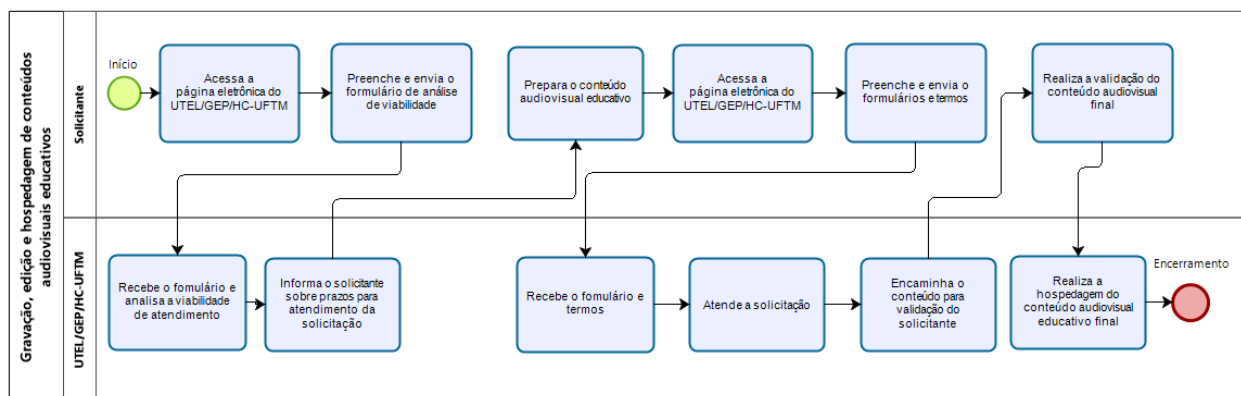 Gravação, edição e hospedagem de conteúdos
audiovisuais educativos
Solicitante
Início
Acessa a
página eletrônica do
UTEL/GEP/HC-UFTM
Preenche e envia o
formulário de análise
de viabilidade
Prepara o conteúdo
audiovisual educativo
Acessa a
página eletrônica do
UTEL/GEP/HC-UFTM
Preenche e envia o
formulários e termos
Realiza a validação do
conteúdo audiovisual
final
UTEL/GEP/HC-UFTM
Recebe o fomulário e
analisa a viabilidade
de atendimento
Informa o solicitante
sobre prazos para
atendimento da
solicitação
Recebe o fomulário e
termos
Atende a solicitação
Encaminha o
conteúdo para
validação do
solicitante
Realiza a
hospedagem do
conteúdo audiovisual
educativo final
Encerramento